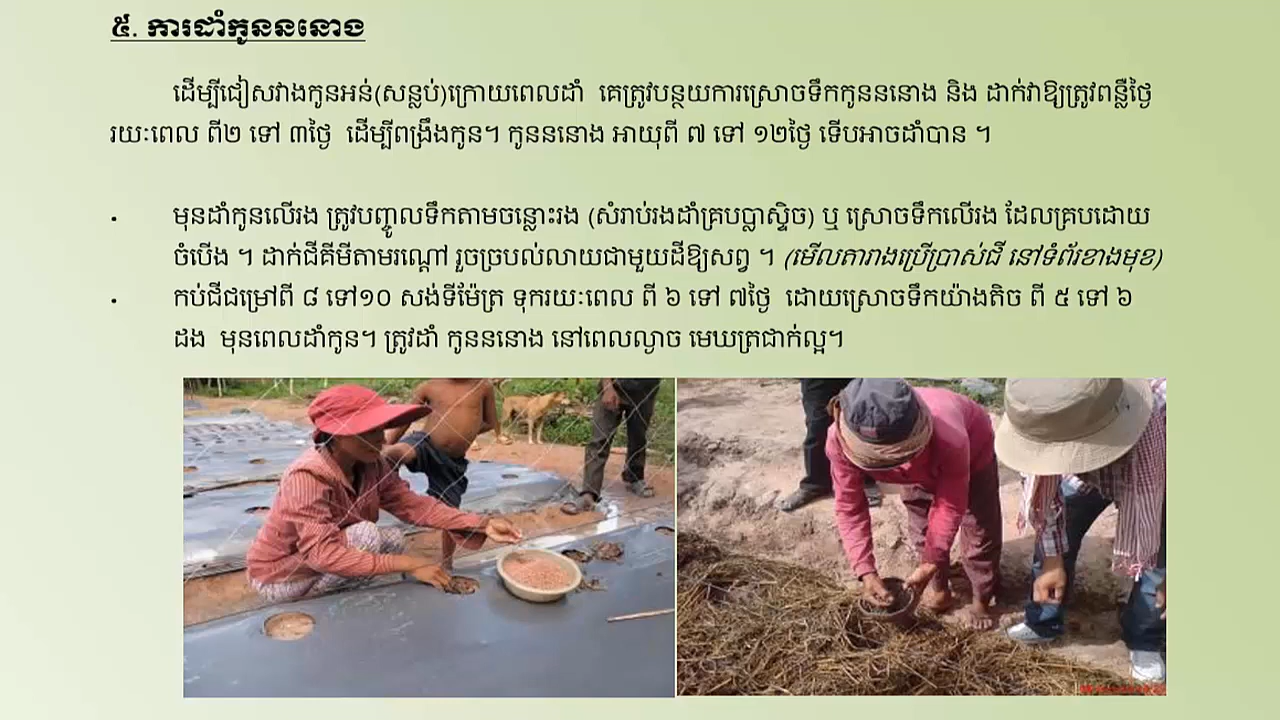 ៥. ការដាំកូនននោង
ដើម្បីជៀសវាងកូនអន់(សន្លប់)ក្រោយពេលដាំ គេត្រូវបន្ថយការស្រោចទឹកកូននននោង និង ដាក់វាឱ្យត្រូវពន្លឺថ្ងៃ
រយៈពេល ពី២ ទៅ ៣ថ្ងៃ ដើម្បីពង្រឹងកូន។ កូននននោង អាយុពី ៧ ទៅ ១២ថ្ងៃ ទើបអាចដាំបាន ។
• មុនដាំកូនលើរង ត្រូវបញ្ចូលទឹកតាមចន្លោះរង (សំរាប់រងដាំគ្របប្លាស្ទិច) ឬ ស្រោចទឹកលើរង ដែលគ្របដោយ
ចំបើង ។ ដាក់ជីគីមីតាមរណ្តៅ រួចច្របល់លាយជាមួយដីឱ្យសព្វ ។ (មើលតារាងប្រើប្រាស់ជី នៅទំព័រខាងមុខ)
• កប់ជីជម្រៅពី ៨ ទៅ១០ សង់ទីម៉ែត្រ ទុករយៈពេល ពី ៦ ទៅ ៧ថ្ងៃ ដោយស្រោចទឹកយ៉ាងតិច ពី ៥ ទៅ ៦
ដង មុនពេលដាំកូន។ ត្រូវដាំ កូននននោង នៅពេលល្ងាច មេឃត្រជាក់ល្អ។